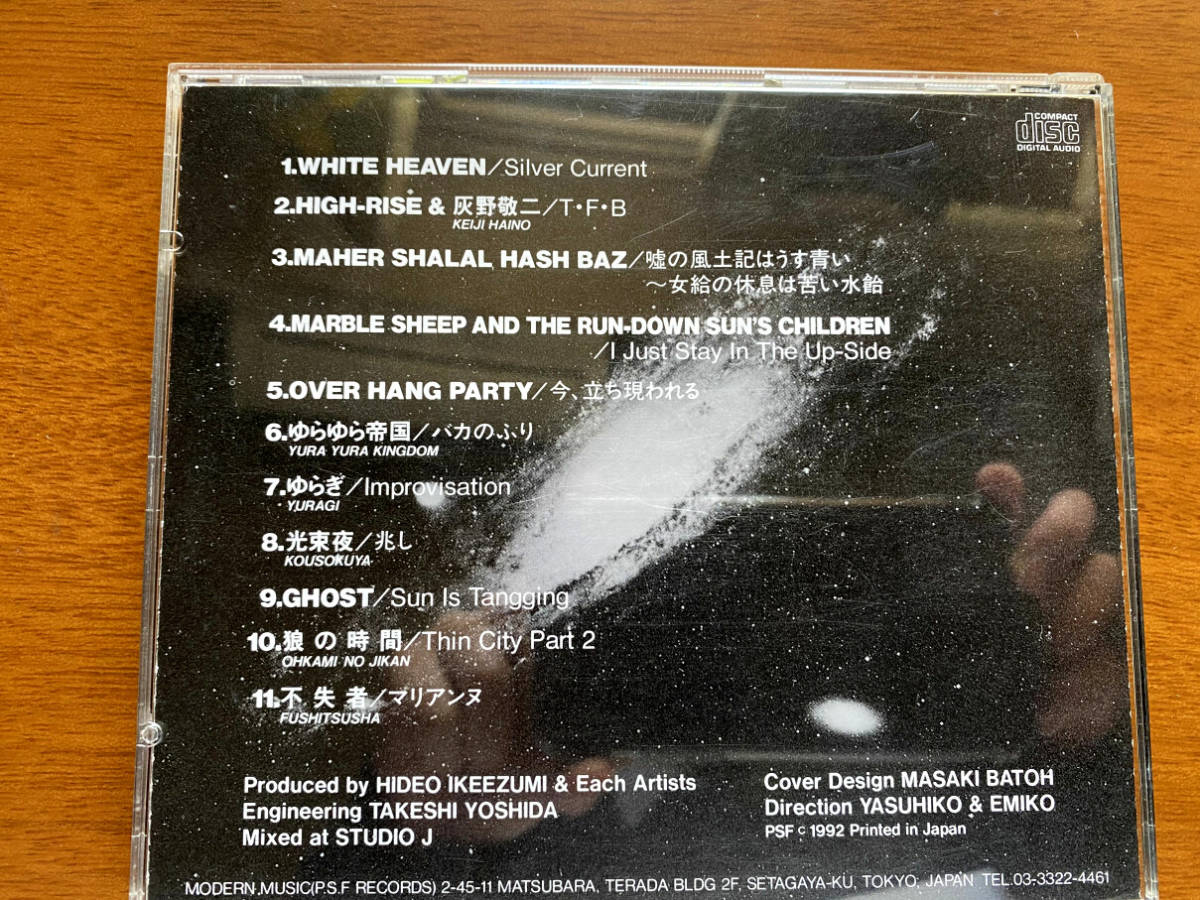 COMPACT
disc
DIGITAL AUDIO
1.WHITE HEAVEN/Silver Current
2.HIGH-RISE & 灰野敬二/T・F・B
KEIJI HAINO
3.MAHER SHALAL HASH BAZ/嘘の風土記はうす青い
〜女給の休息は苦い水飴
4.MARBLE SHEEP AND THE RUN-DOWN SUN'S CHILDREN
/I Just Stay In The Up-Side
5.OVER HANG PARTY/今、立ち現われる
6.ゆらゆら帝国/バカのふり
YURA YURA KINGDOM
7.ゆらぎ/Improvisation
YURAGI
8.光束夜/兆し
KOUSOKUYA
9.GHOST/Sun Is Tangging
10.狼の時間/Thin City Part 2
OHKAMI NO JIKAN
11.不失者/マリアンヌ
FUSHITSUSHA
Produced by HIDEO IKEEZUMI & Each Artists
Engineering TAKESHI YOSHIDA
Mixed at STUDIO J
Cover Design MASAKI BATOH
Direction YASUHIKO & EMIKO
PSF © 1992 Printed in Japan
MODERN MUSIC(P.S.F RECORDS) 2-45-11 MATSUBARA, TERADA BLDG 2F, SETAGAYA-KU, TOKYO, JAPAN TEL.03-3322-4461